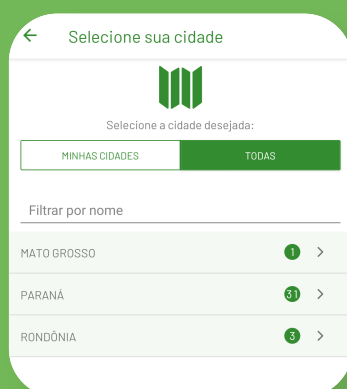 Selecione sua cidade
Selecione a cidade desejada:
MINHAS CIDADES TODAS
Filtrar por nome
MATO GROSSO 1
PARANÁ 31
RONDÔNIA 3